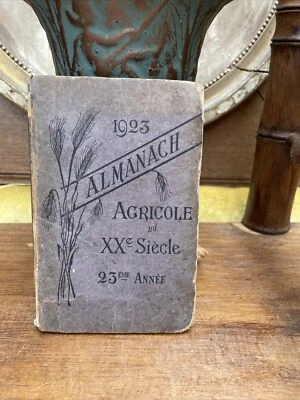 1923
ALMANACH
AGRICOLE
DU
XXe SIÈCLE
23ÈME ANNÉE